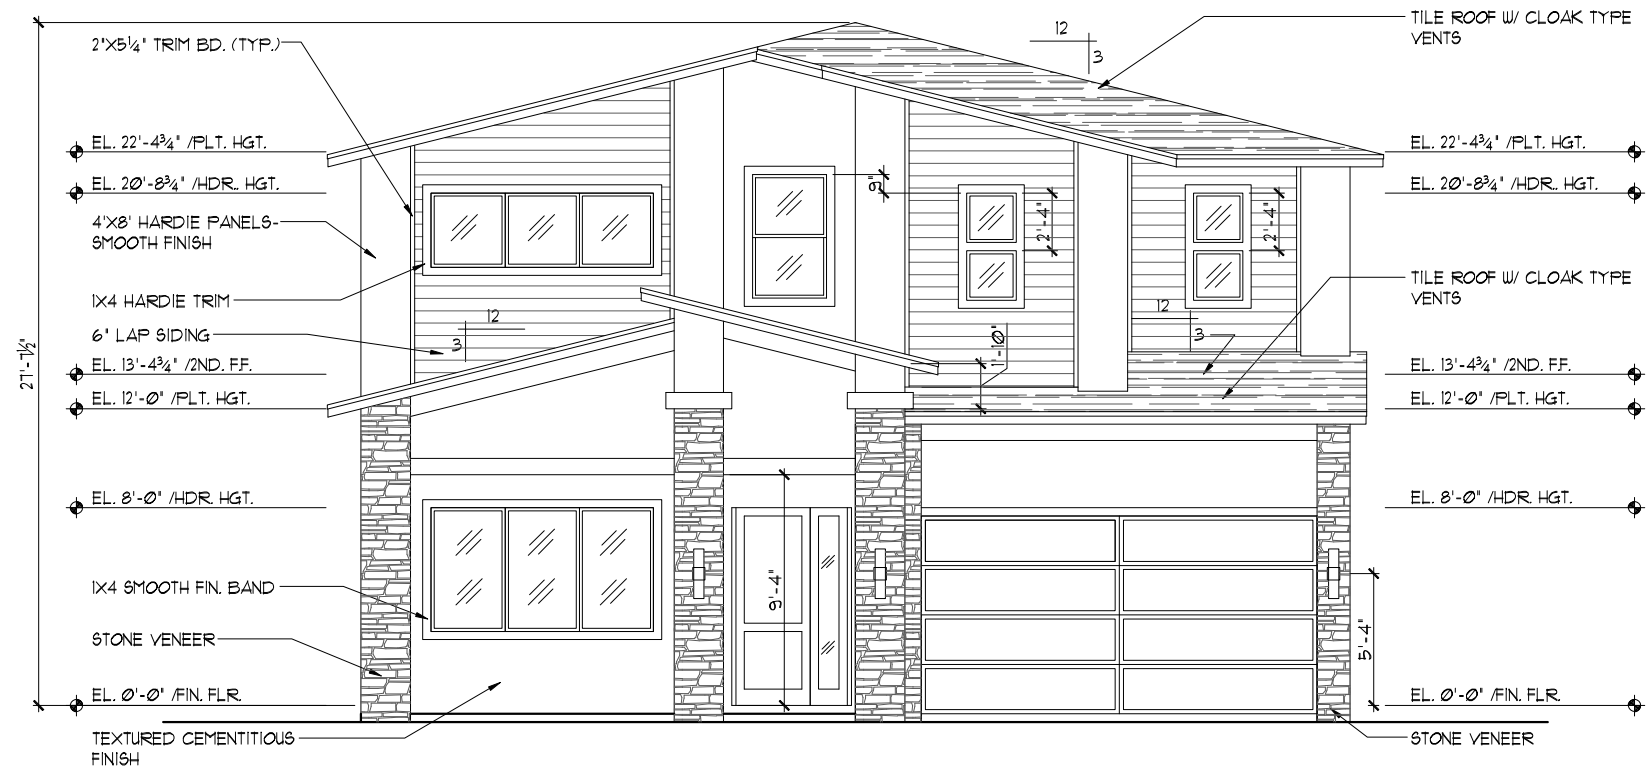 2"X5¼" TRIM BD. (TYP.)
EL. 22'-4¾" /PLT. HGT.
EL. 20'-8¾" /HDR.. HGT.
4'X8' HARDIE PANELS-
SMOOTH FINISH
1X4 HARDIE TRIM
6" LAP SIDING
EL. 13'-4¾" /2ND. F.F.
EL. 12'-0" /PLT. HGT.
EL. 8'-0" /HDR. HGT.
1X4 SMOOTH FIN. BAND
STONE VENEER
EL. 0'-0" /FIN. FLR.
TEXTURED CEMENTITIOUS
FINISH
27'-7½"
12
3
9'-4"
9"
2'-4"
1'-10"
12
3
2'-4"
12
3
5'-4"
TILE ROOF W/ CLOAK TYPE
VENTS
EL. 22'-4¾" /PLT. HGT.
EL. 20'-8¾" /HDR.. HGT.
TILE ROOF W/ CLOAK TYPE
VENTS
EL. 13'-4¾" /2ND. F.F.
EL. 12'-0" /PLT. HGT.
EL. 8'-0" /HDR. HGT.
EL. 0'-0" /FIN. FLR.
STONE VENEER